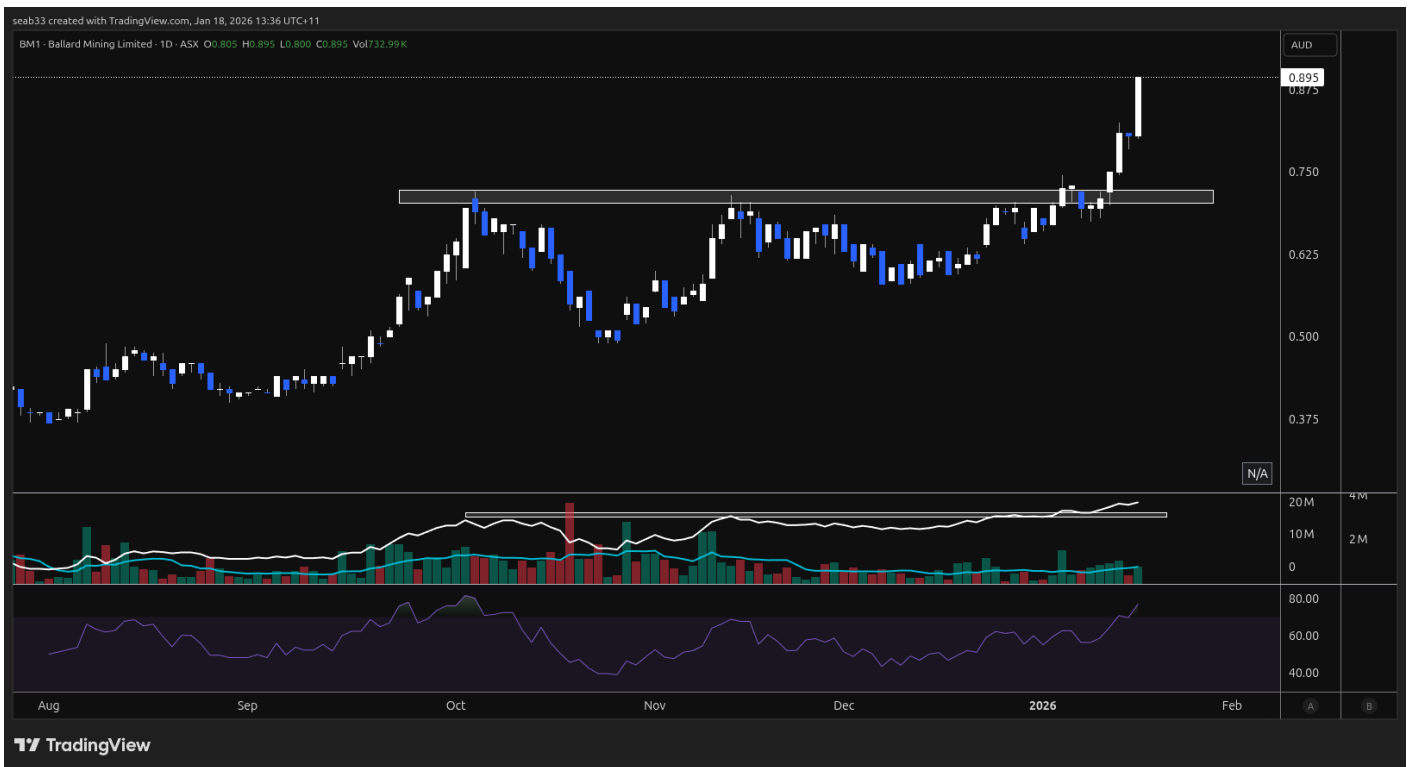 seab33 created with TradingView.com, Jan 18, 2026 13:36 UTC+11
BM1 · Ballard Mining Limited · 1D · ASX O0.805 H0.895 L0.800 C0.895 Vol732.99K
AUD
0.895
0.875
0.750
0.625
0.500
0.375
N/A
20M
4M
10M
2M
0
80.00
60.00
40.00
Aug
Sep
Oct
Nov
Dec
2026
Feb
A
B
TradingView